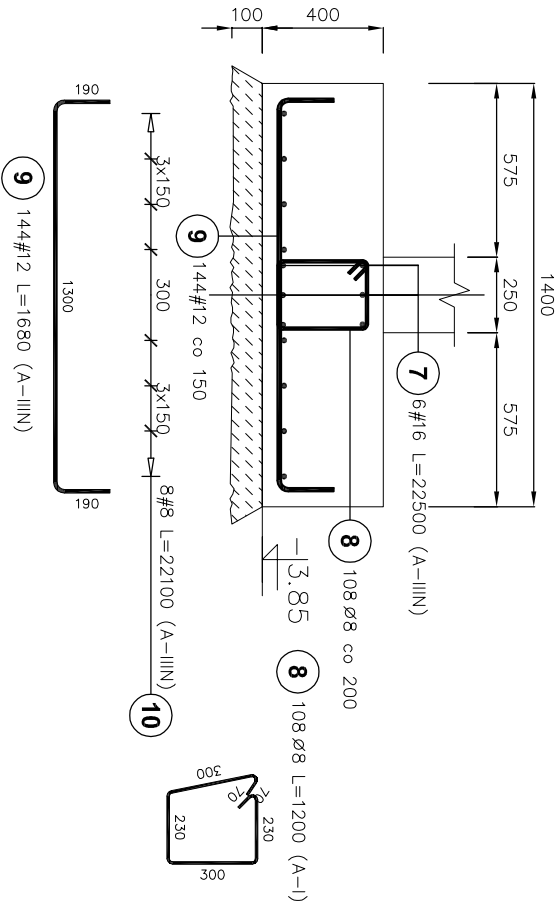 1400
575
250
575
400
100
7
6#16 L=22500 (A-IIIN)
8
108 Ø8 co 200
9
144#12 co 150
-3.85
8
108 Ø8 L=1200 (A-I)
300
70
70
230
230
300
3x150
300
3x150
8#8 L=22100 (A-IIIN)
10
190
1300
190
9
144#12 L=1680 (A-IIIN)